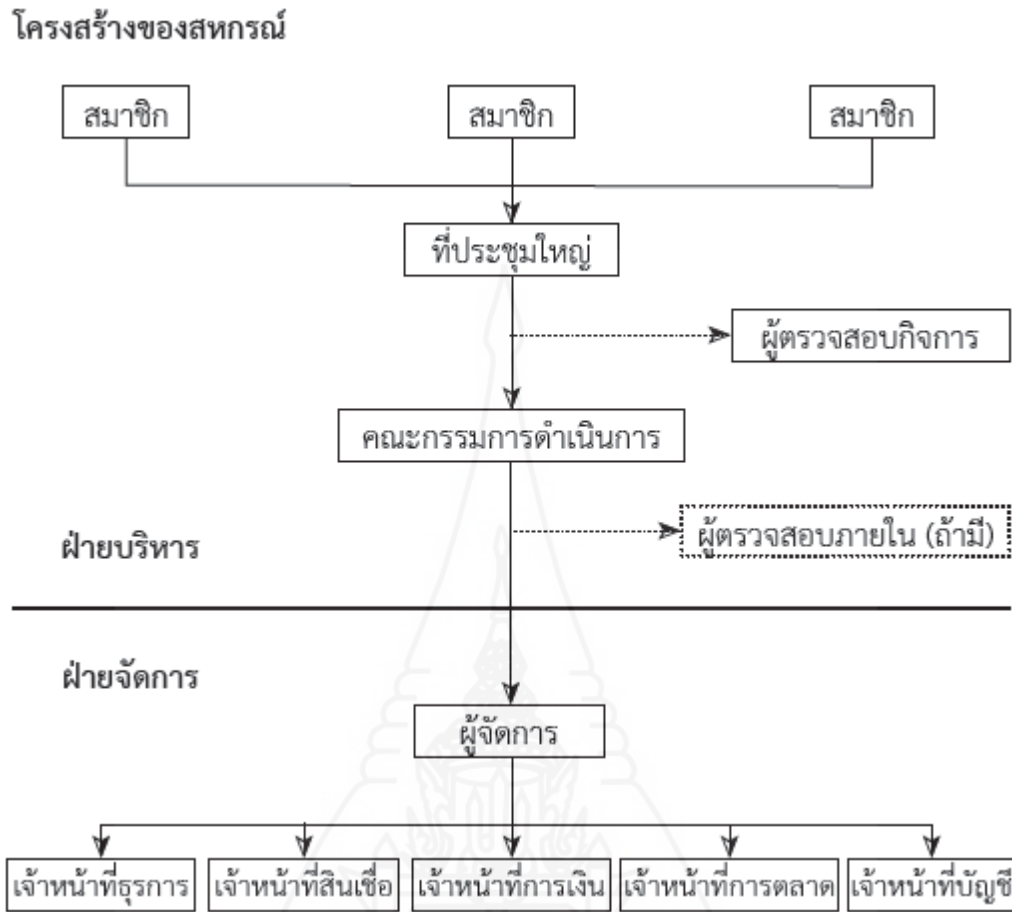 โครงสร้างของสหกรณ์
สมาชิก สมาชิก สมาชิก
ที่ประชุมใหญ่
ผู้ตรวจสอบกิจการ
คณะกรรมการดำเนินการ
ผู้ตรวจสอบภายใน (ถ้ามี)
ฝ่ายบริหาร
ฝ่ายจัดการ
ผู้จัดการ
เจ้าหน้าที่ธุรการ เจ้าหน้าที่สินเชื่อ เจ้าหน้าที่การเงิน เจ้าหน้าที่การตลาด เจ้าหน้าที่บัญชี